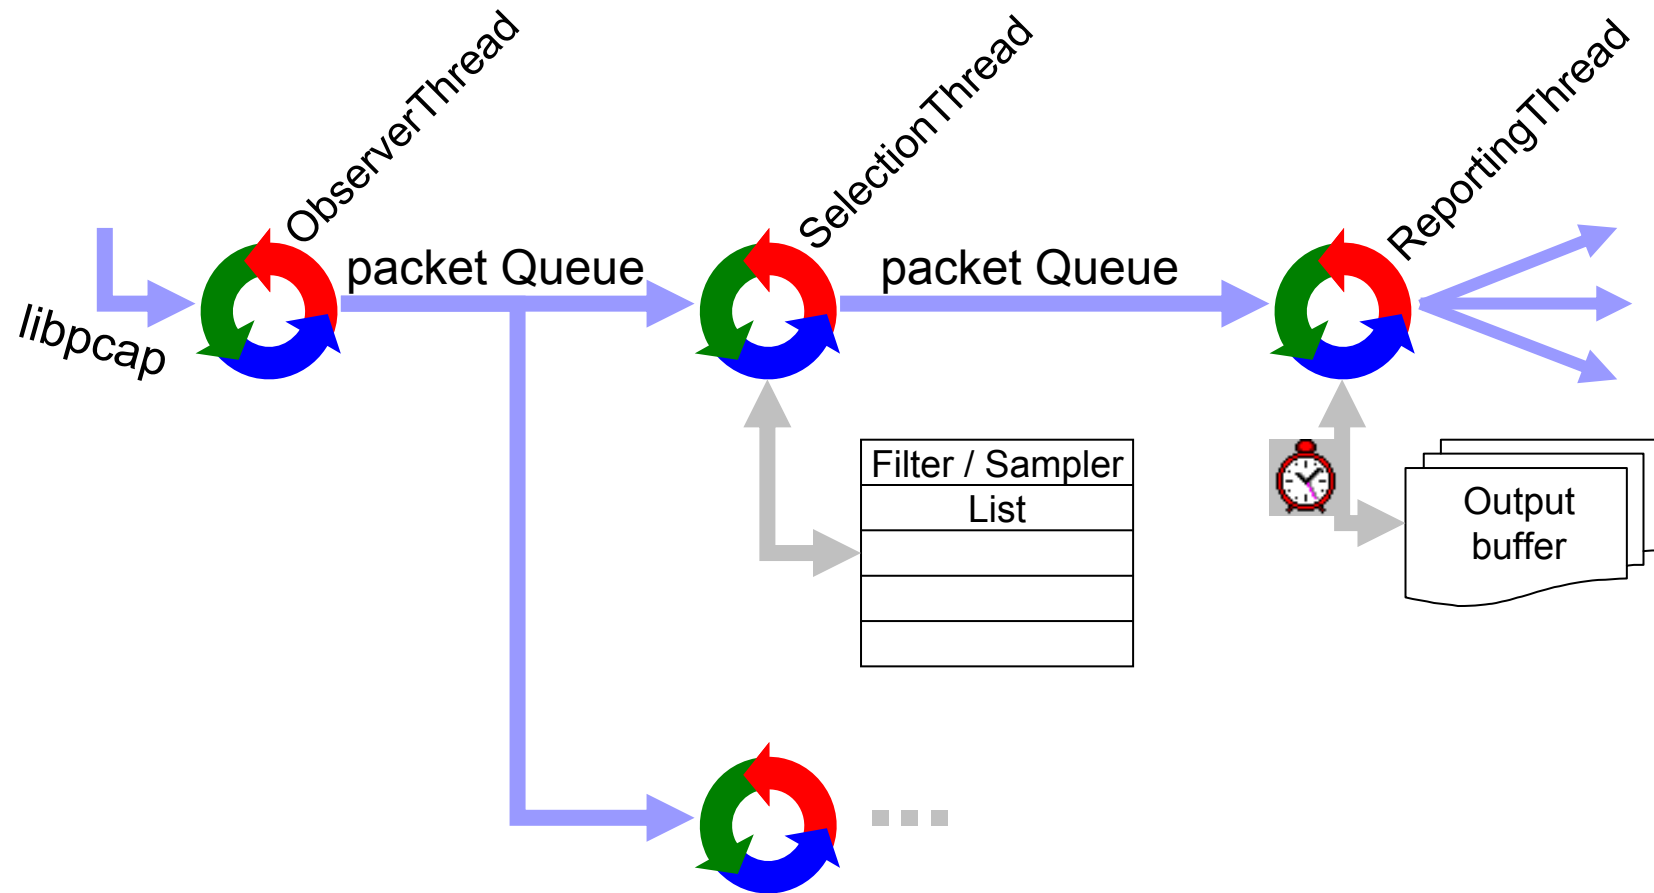 ObserverThread
SelectionThread
ReportingThread
libpcap
packet Queue
packet Queue
Filter / Sampler
List
Output
buffer